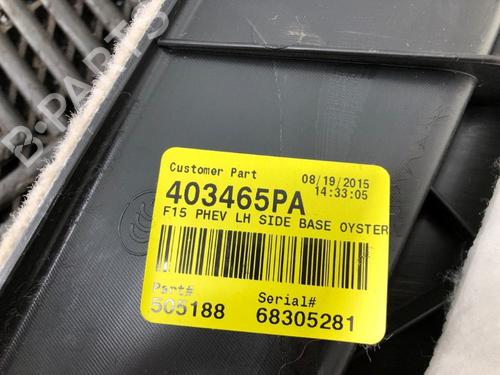 B-PARTS
Customer Part
08/19/2015
14:33:05
403465PA
F15 PHEV LH SIDE BASE OYSTER
Part#
505188
Serial#
68305281